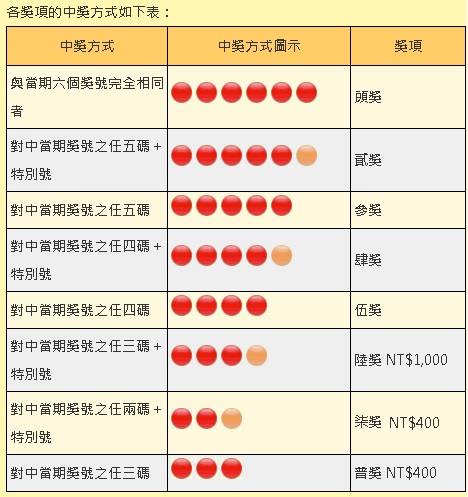 各獎項的中獎方式如下表：
中獎方式 中獎方式圖示 獎項
與當期六個獎號完全相同
者
頭獎
對中當期獎號之任五碼＋
特別號
貳獎
對中當期獎號之任五碼 參獎
對中當期獎號之任四碼＋
特別號
肆獎
對中當期獎號之任四碼 伍獎
對中當期獎號之任三碼＋
特別號
陸獎 NT$1,000
對中當期獎號之任兩碼＋
特別號
柒獎 NT$400
對中當期獎號之任三碼 普獎 NT$400